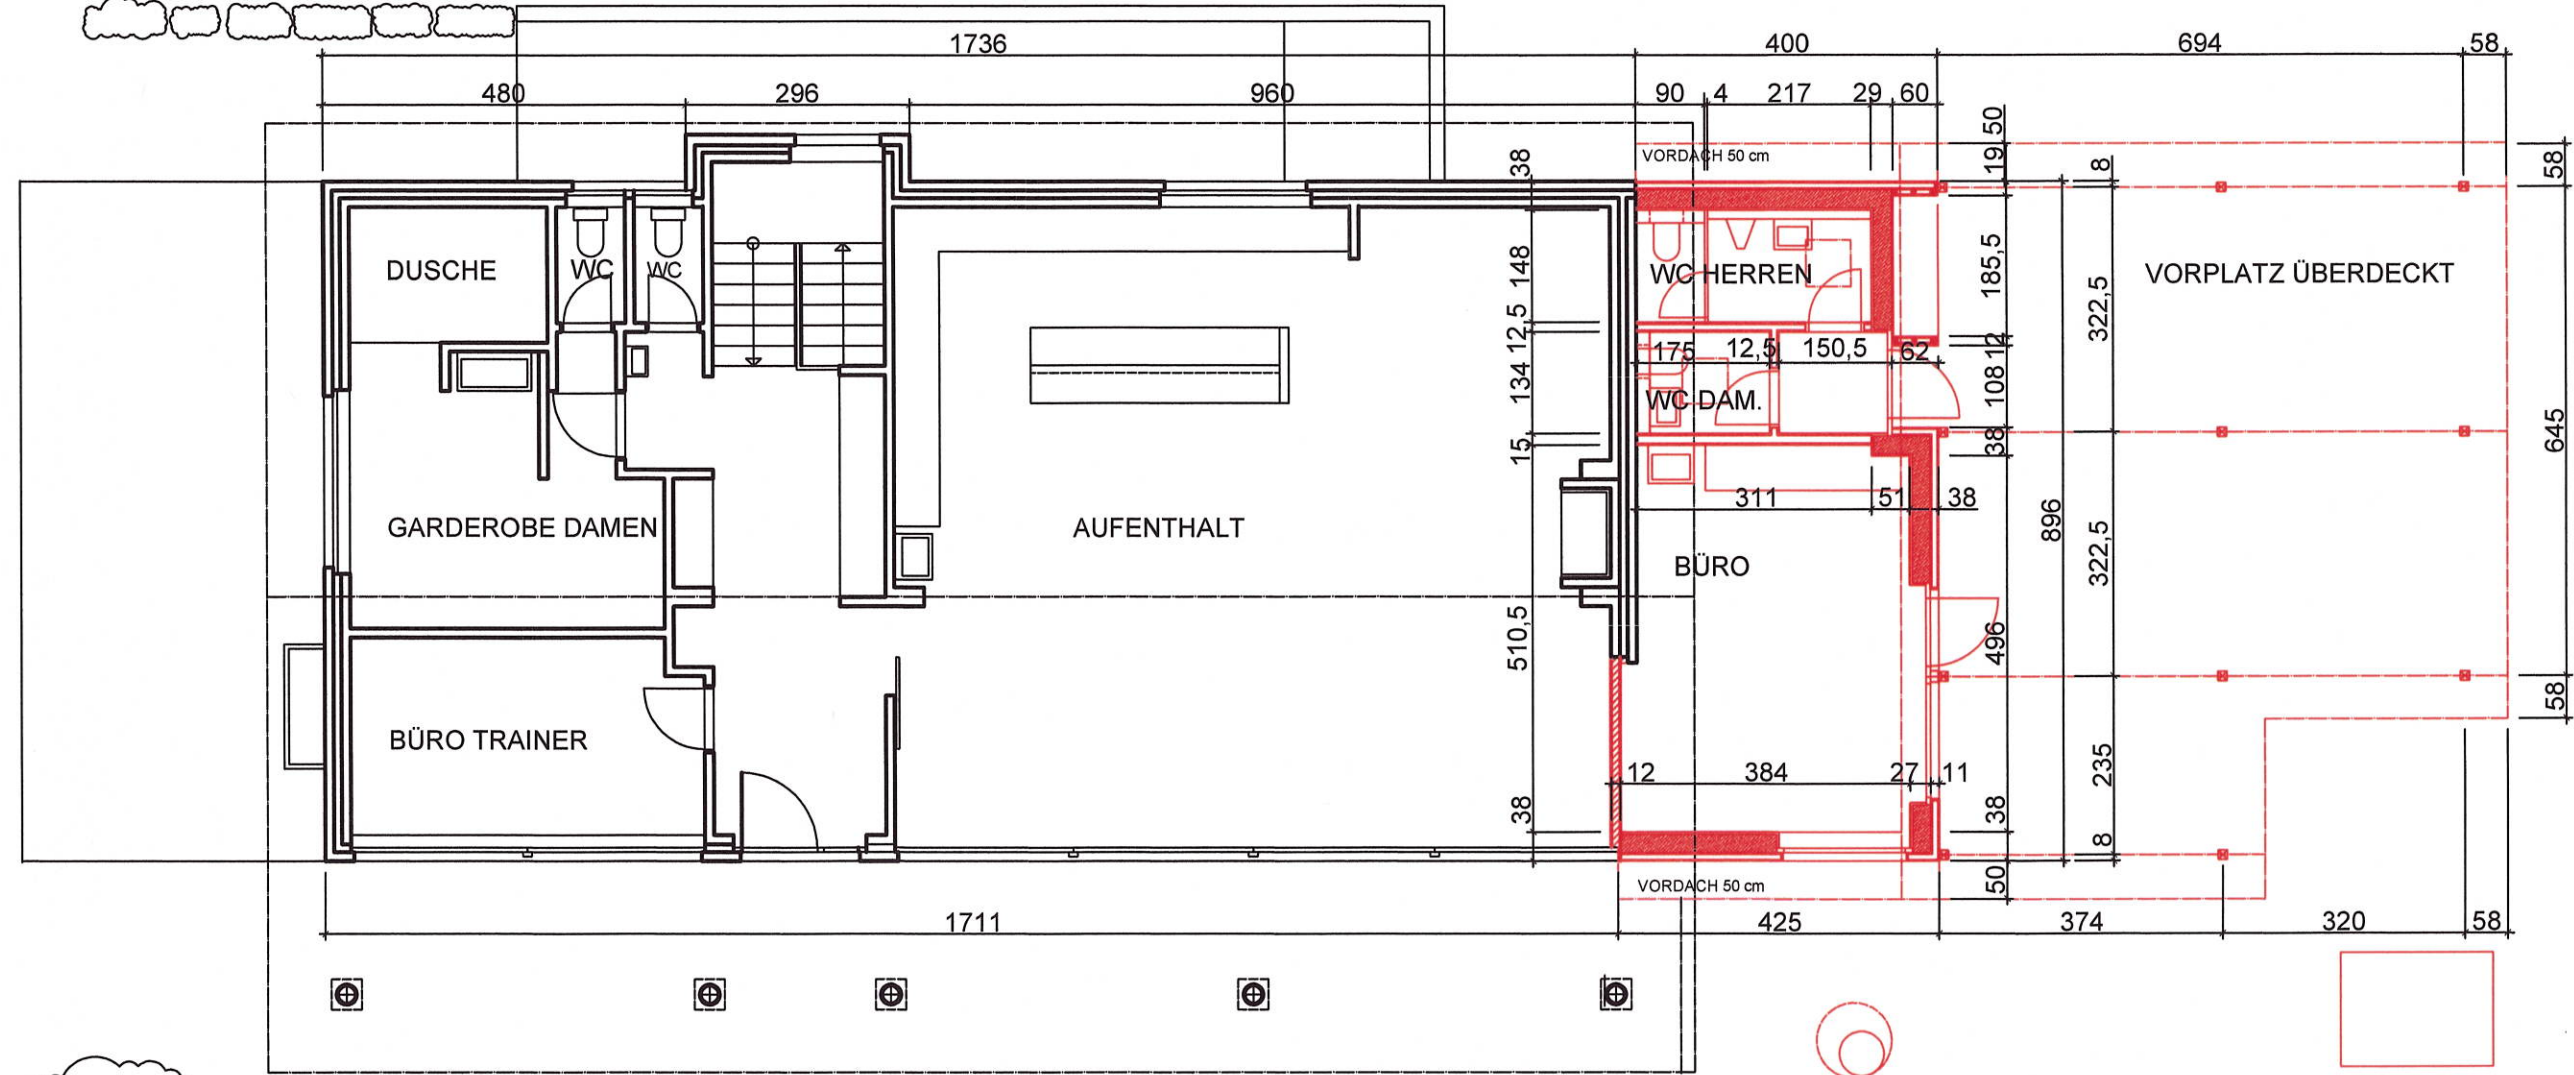 1736 400 694 58
480 296 960 90 4 217 29 60
50
19
8
58
38
VORDACH 50 cm
DUSCHE WC WC
148
WC HERREN
185,5
322,5
VORPLATZ ÜBERDECKT
12,5
175 12,5 150,5 62
12
134
WC DAM.
108
645
15
38
311 51 38
GARDEROBE DAMEN
AUFENTHALT
896
322,5
BÜRO
510,5
496
58
BÜRO TRAINER
12 384 27 11
235
38
38
8
VORDACH 50 cm
50
1711 425 374 320 58